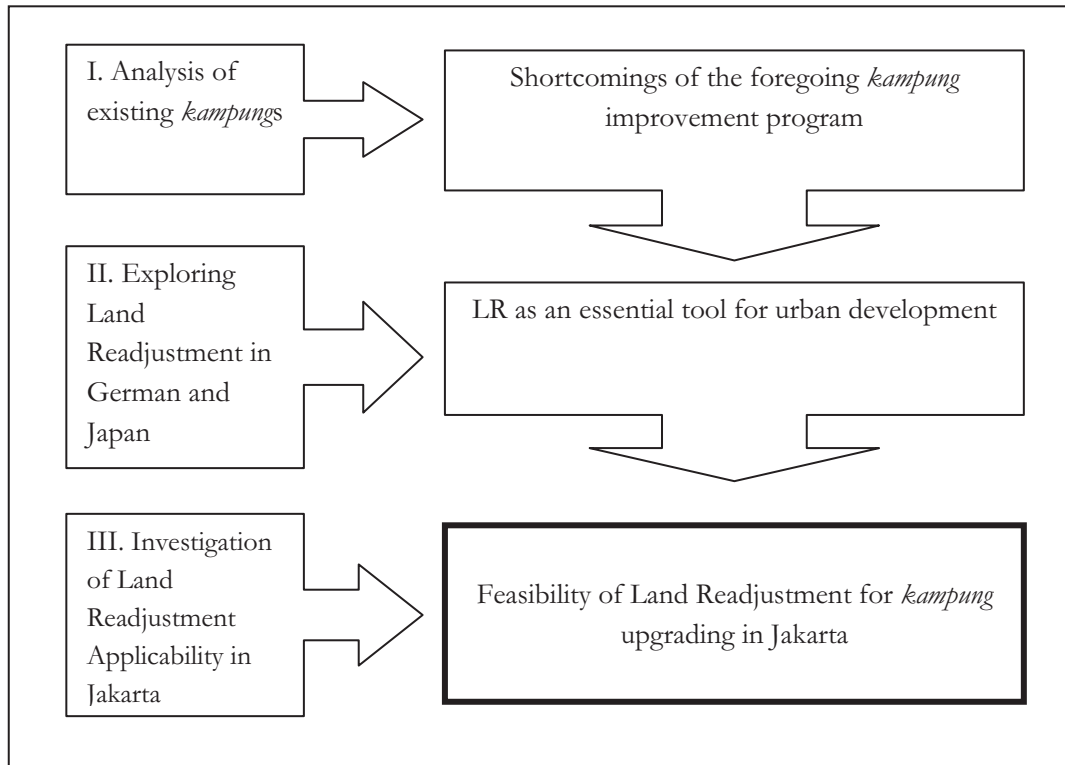 I. Analysis of
existing kampungs
Shortcomings of the foregoing kampung
improvement program
II. Exploring
Land
Readjustment in
German and
Japan
LR as an essential tool for urban development
III. Investigation
of Land
Readjustment
Applicability in
Jakarta
Feasibility of Land Readjustment for kampung
upgrading in Jakarta